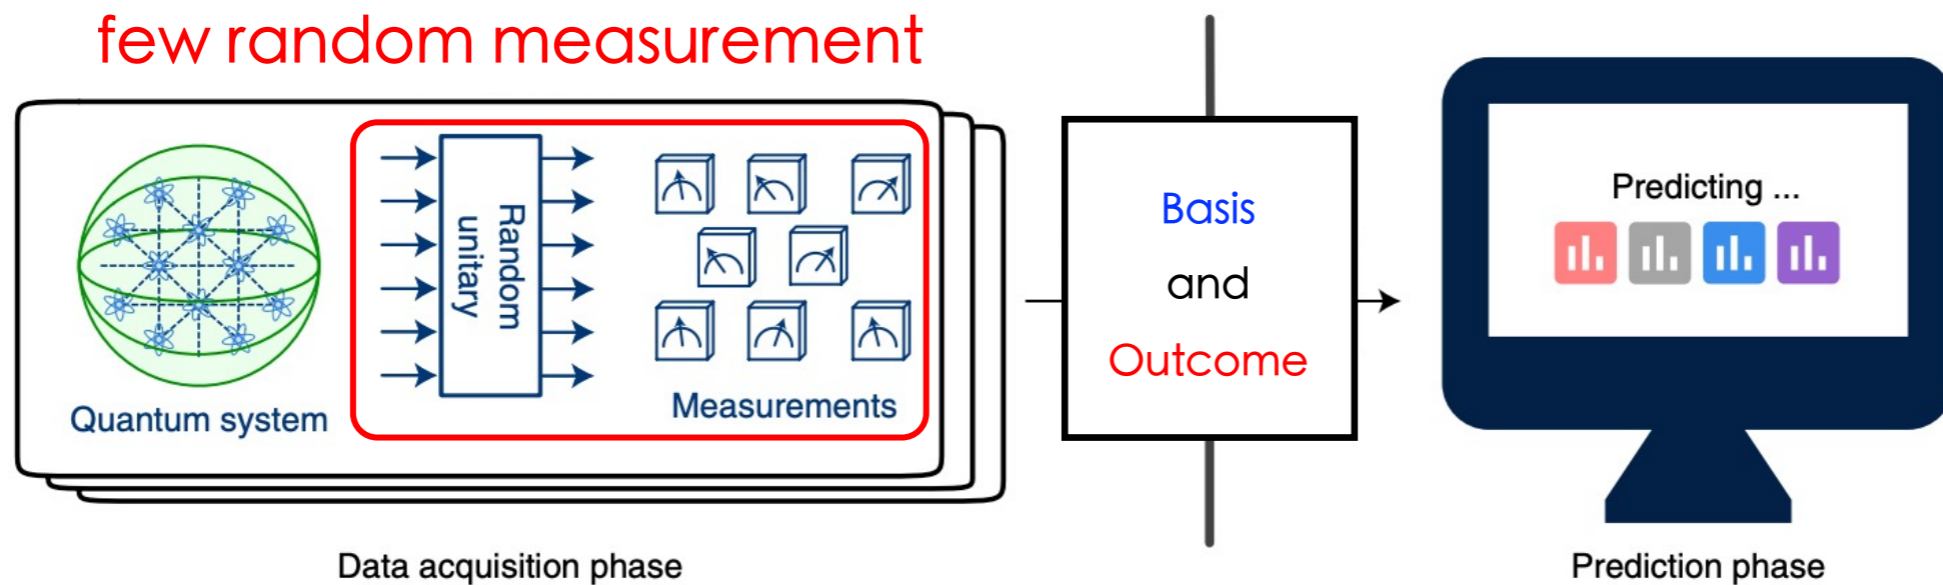 few random measurement
Quantum system
Random
unitary
Measurements
Data acquisition phase
Basis
and
Outcome
Predicting ...
Prediction phase